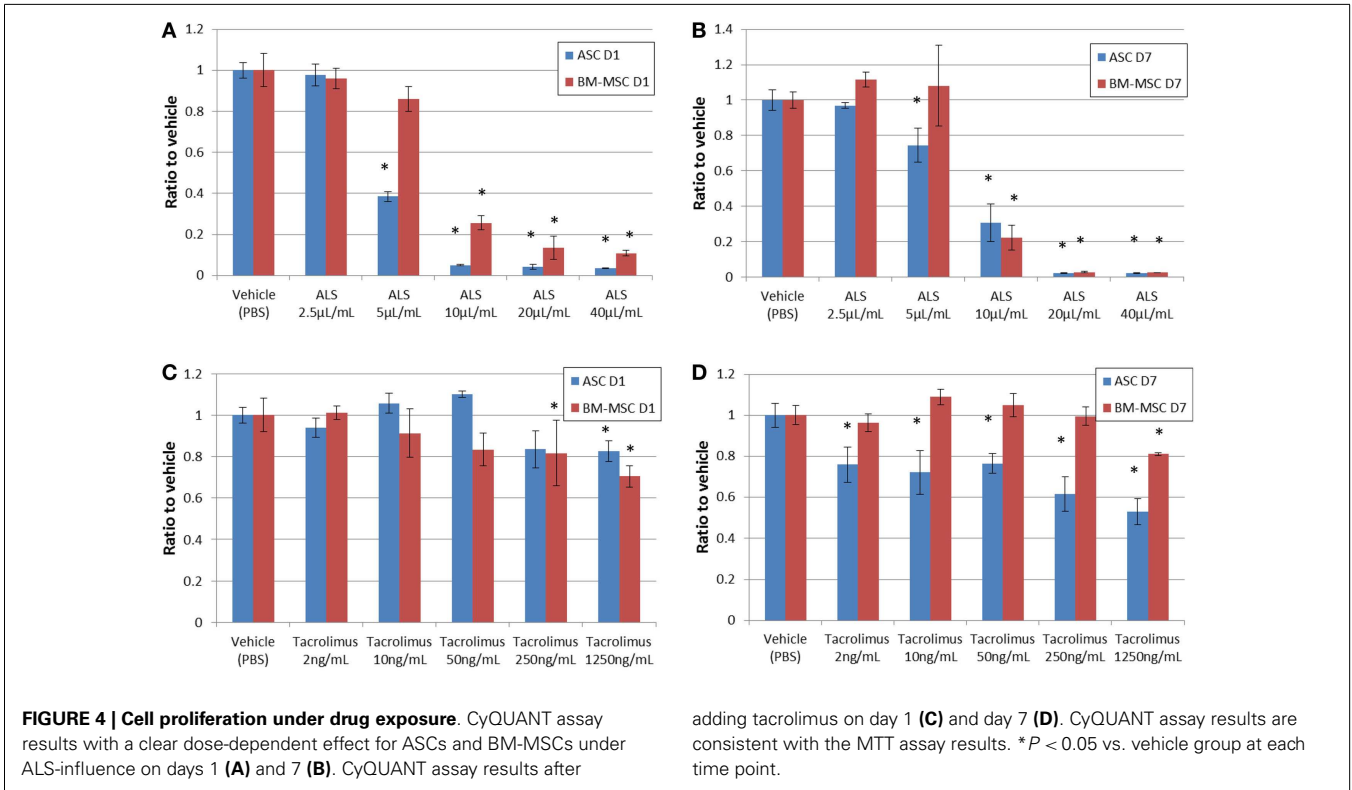 A
1.2
1
0.8
0.6
0.4
0.2
0
Ratio to vehicle
ASC D1
BM-MSC D1
*
*
*
*
*
*
*
Vehicle (PBS)
ALS 2.5µL/mL
ALS 5µL/mL
ALS 10µL/mL
ALS 20µL/mL
ALS 40µL/mL
B
1.4
1.2
1
0.8
0.6
0.4
0.2
0
Ratio to vehicle
ASC D7
BM-MSC D7
*
*
*
*
*
*
*
Vehicle (PBS)
ALS 2.5µL/mL
ALS 5µL/mL
ALS 10µL/mL
ALS 20µL/mL
ALS 40µL/mL
C
1.2
1
0.8
0.6
0.4
0.2
0
Ratio to vehicle
ASC D1
BM-MSC D1
*
*
*
Vehicle (PBS)
Tacrolimus 2ng/mL
Tacrolimus 10ng/mL
Tacrolimus 50ng/mL
Tacrolimus 250ng/mL
Tacrolimus 1250ng/mL
D
1.2
1
0.8
0.6
0.4
0.2
0
Ratio to vehicle
ASC D7
BM-MSC D7
*
*
*
*
*
*
Vehicle (PBS)
Tacrolimus 2ng/mL
Tacrolimus 10ng/mL
Tacrolimus 50ng/mL
Tacrolimus 250ng/mL
Tacrolimus 1250ng/mL
FIGURE 4 | Cell proliferation under drug exposure. CyQUANT assay
results with a clear dose-dependent effect for ASCs and BM-MSCs under
ALS-influence on days 1 (A) and 7 (B). CyQUANT assay results after
adding tacrolimus on day 1 (C) and day 7 (D). CyQUANT assay results are
consistent with the MTT assay results. *P < 0.05 vs. vehicle group at each
time point.